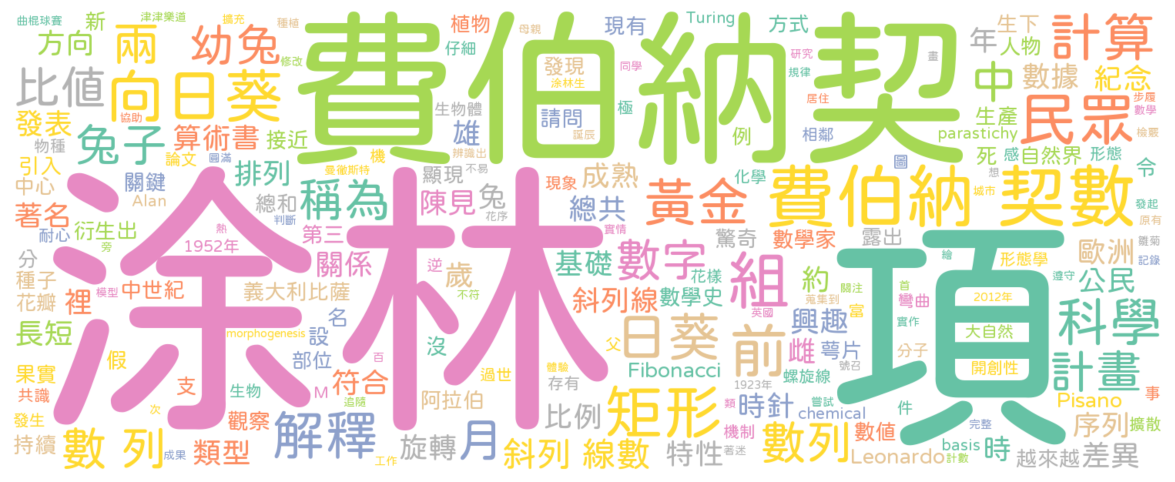 曲棍球賽 津津樂道 擴充 種植 植物 母親 現有 Turing 方式 生下 年 人物 計算
新 方向 兩 幼兔 費伯納契 仔細 發現 同學 研究 畫
修改 涂林生 規律 中 數據 紀念
比值 向日葵 協助 生物體 極 請問 誕辰 居住 生產 步履 數學
發表 算術書 接近 雄 例 相鄰 parastichy 民眾 檢覈
物種 兔子 圓滿 機 曼徹斯特 辨識出 圖 死 感 自然界 形態
引入 論文 排列 顯現 不易 現象 成熟 化學 想 令
中心 關鍵 Alan 稱為 總和 陳見 兔 花序 總共 黃金 費伯納 契數 城市 發起
著名 衍生出 熱 判斷 實情 原有
耐心 旁 1952年 第三 驚奇 數學家 露出 歐洲 雛菊 記錄
分 涂林 關係 逆 歲 基礎 數字 組 項 繪 形態學 遵守
種子 裡 模型 中世紀 義大利比薩 花樣 數學史 約 蒐集到 關注 首 彎曲 公民
花瓣 不符 斜列線 英國 2012年
長短 morphogenesis 設 名 沒 父 日葵 前 興趣 富 大自然 科學
假 部位 百 雌 萼片 分子 實作
果實 共識 支 生物 M 符合 過世 體驗 存有 Fibonacci 螺旋線 號召 開創性 計畫
追隨 阿拉伯 1923年 類 嘗試 Pisano 事
發生 次 觀察 解釋 比例 矩形 時針 chemical 件 序列 擴散
持續 數 列 成果 類型 工作 旋轉 月 斜列 線數 特性 機制 著迷 數列 數值 完整 basis 時 計數
Leonardo 越來越 差異